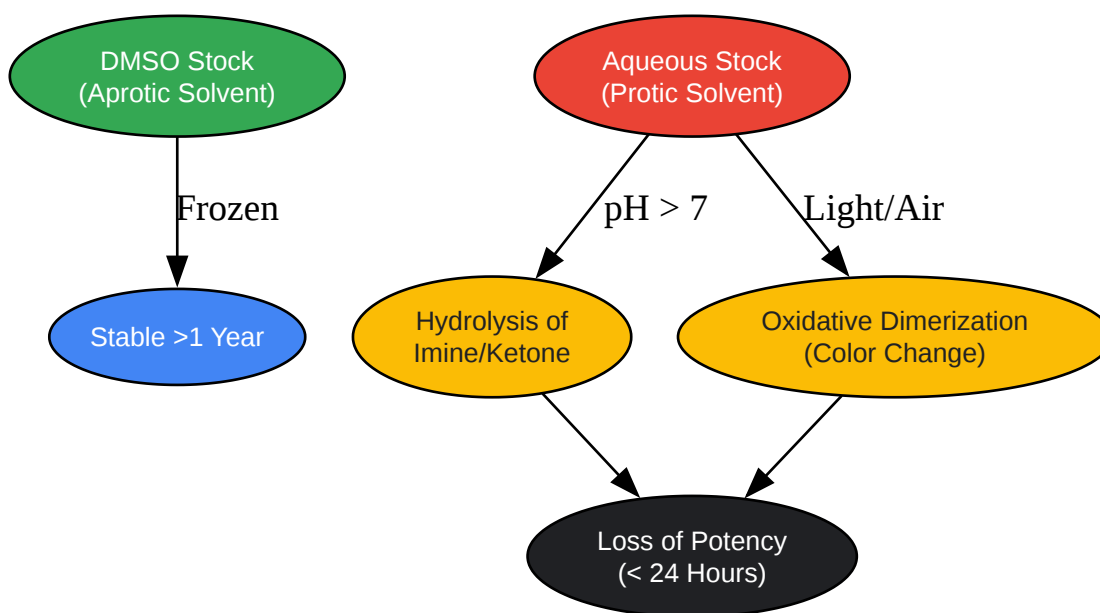 DMSO Stock
(Aprotic Solvent)
Aqueous Stock
(Protic Solvent)
Frozen
pH > 7
Light/Air
Stable >1 Year
Hydrolysis of
Imine/Ketone
Oxidative Dimerization
(Color Change)
Loss of Potency
(< 24 Hours)